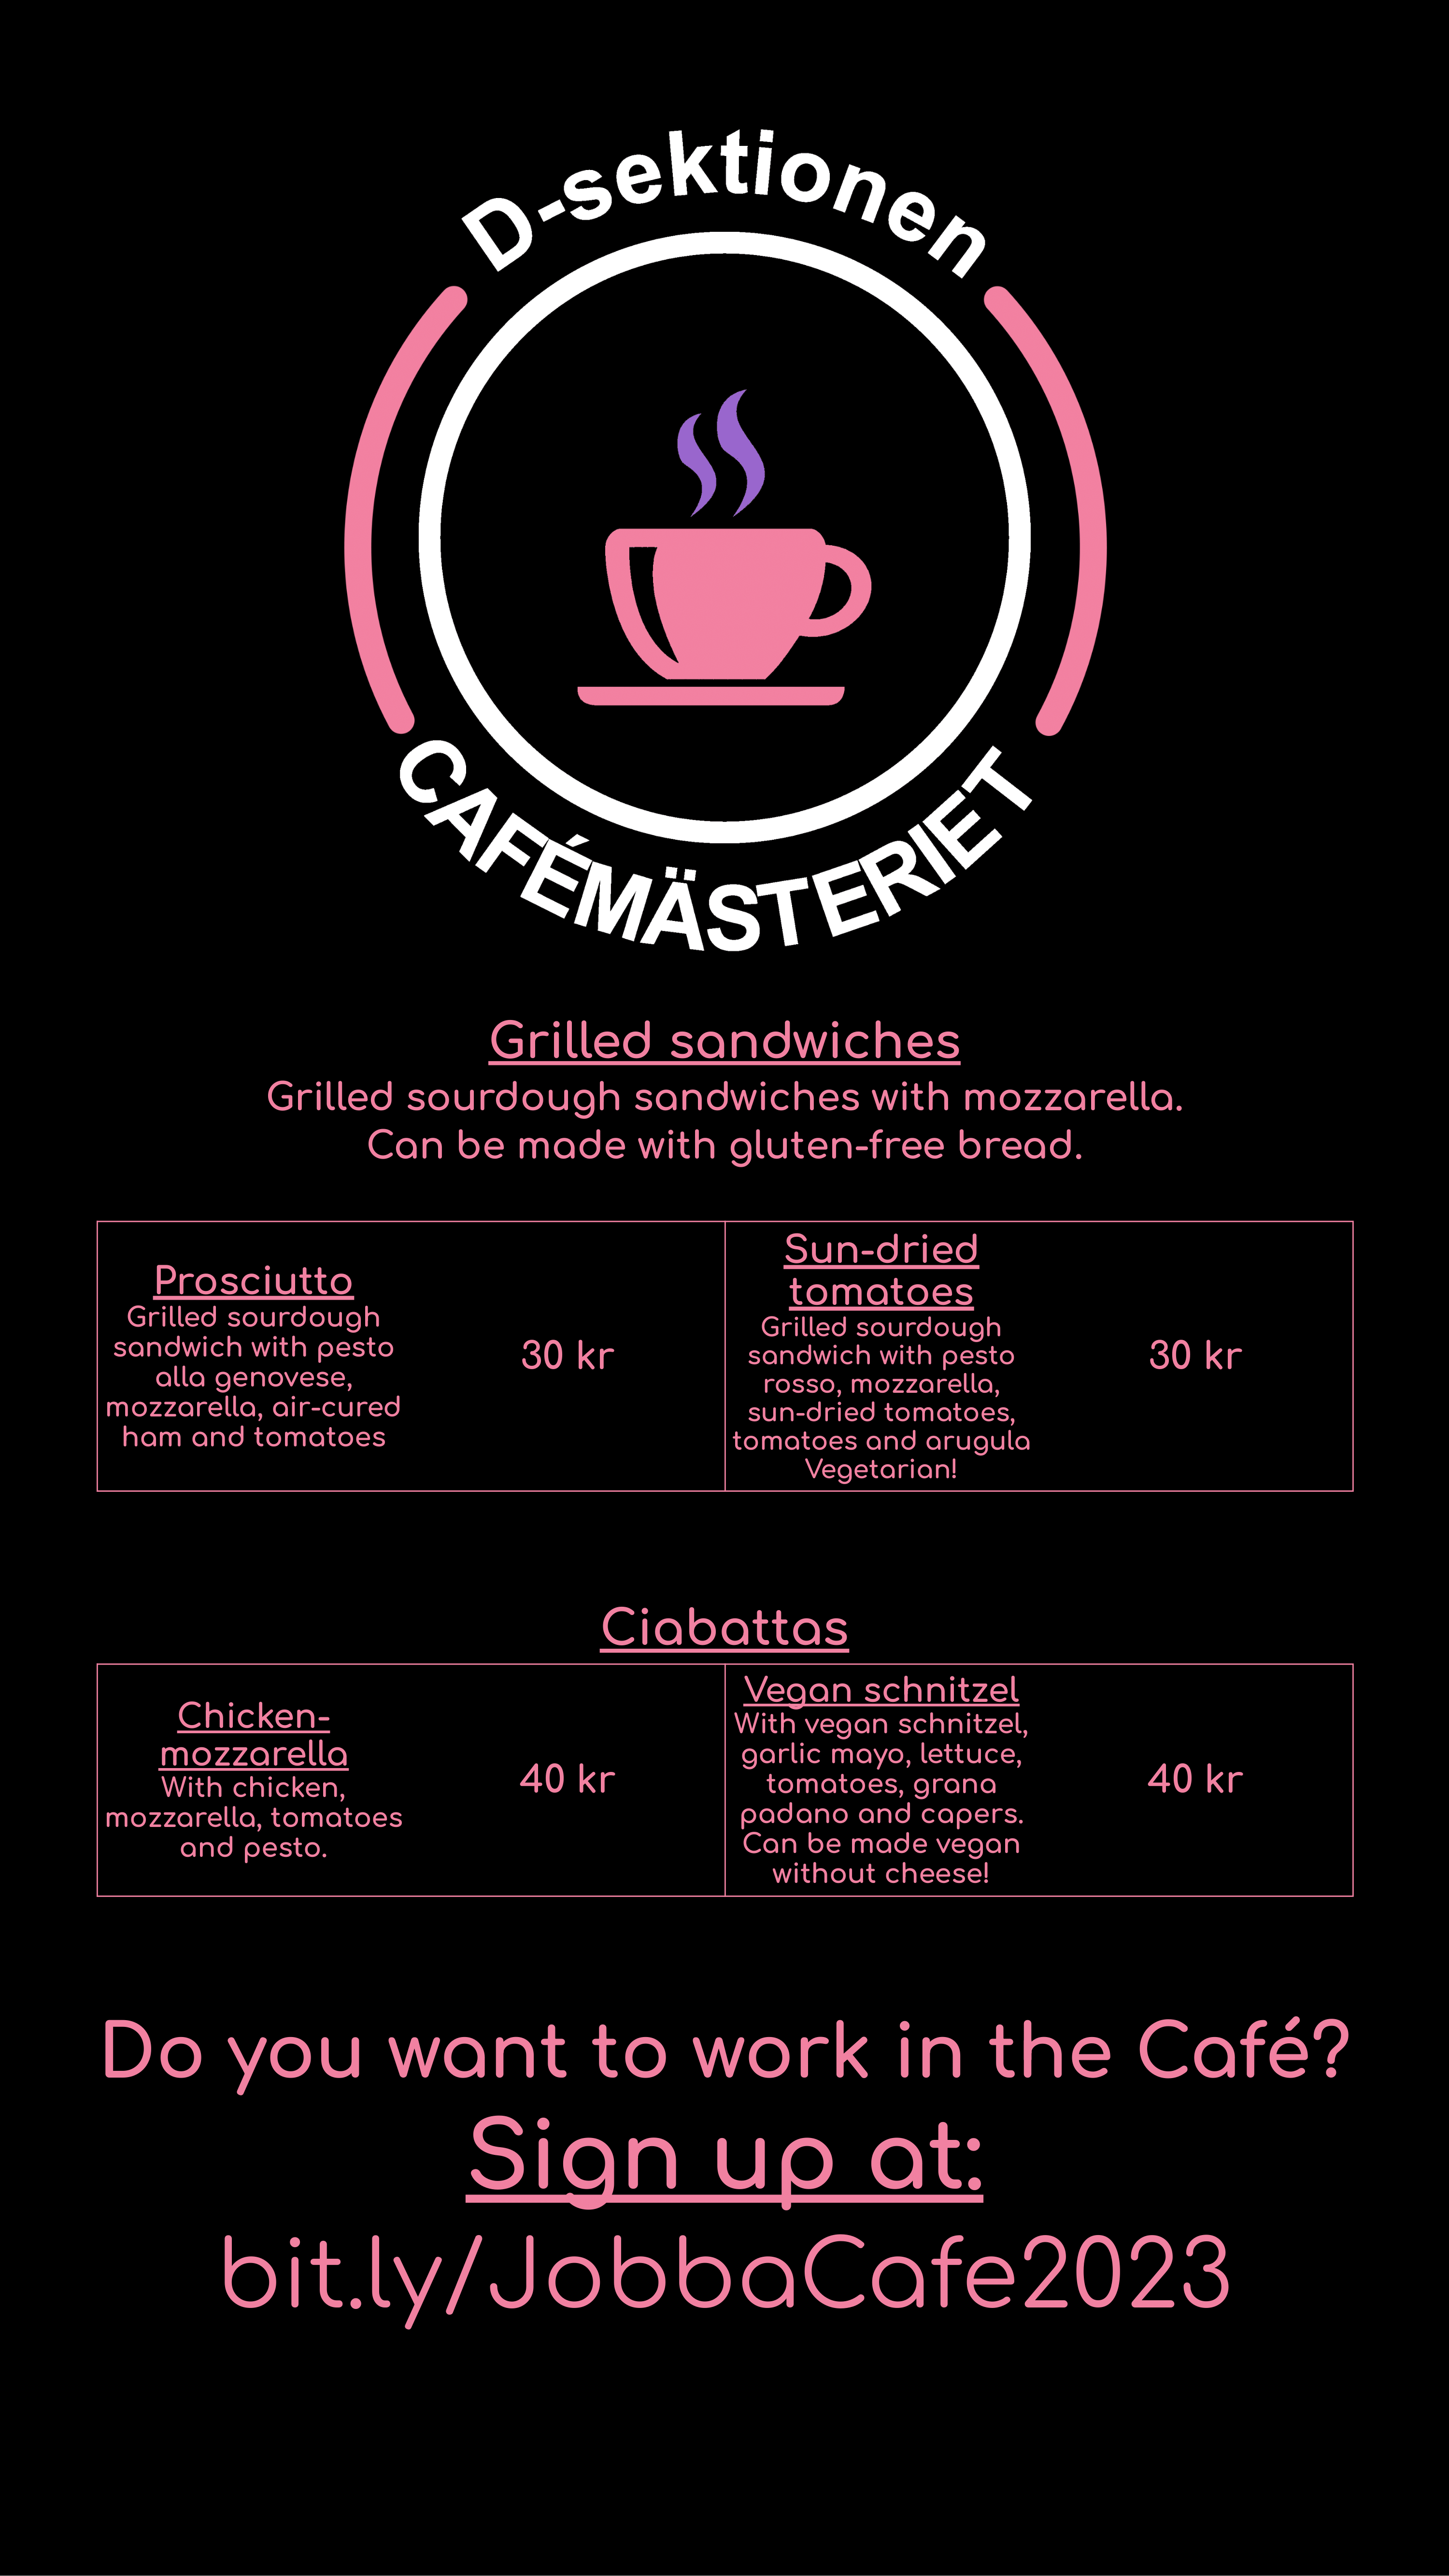 D-sektionen
CAFÉMÄSTERIET
Grilled sandwiches
Grilled sourdough sandwiches with mozzarella.
Can be made with gluten-free bread.
Prosciutto
Grilled sourdough
sandwich with pesto
alla genovese,
mozzarella, air-cured
ham and tomatoes
30 kr
Sun-dried
tomatoes
Grilled sourdough
sandwich with pesto
rosso, mozzarella,
sun-dried tomatoes,
tomatoes and arugula
Vegetarian!
30 kr
Ciabattas
Chicken-
mozzarella
With chicken,
mozzarella, tomatoes
and pesto.
40 kr
Vegan schnitzel
With vegan schnitzel,
garlic mayo, lettuce,
tomatoes, grana
padano and capers.
Can be made vegan
without cheese!
40 kr
Do you want to work in the Café?
Sign up at:
bit.ly/JobbaCafe2023